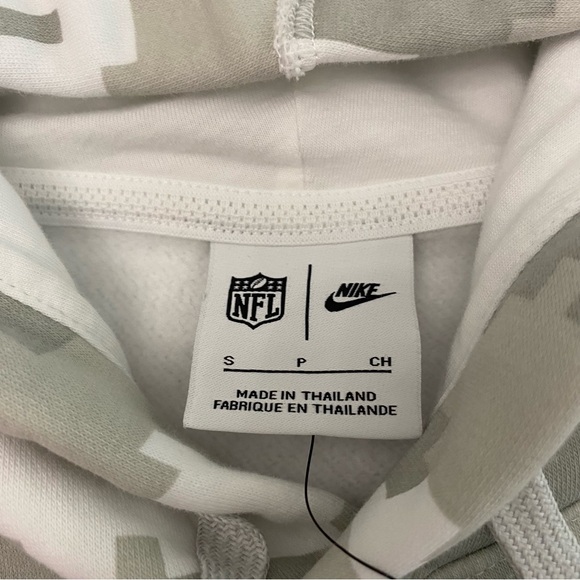 NFL NIKE
S P CH
MADE IN THAILAND
FABRIQUE EN THAILANDE